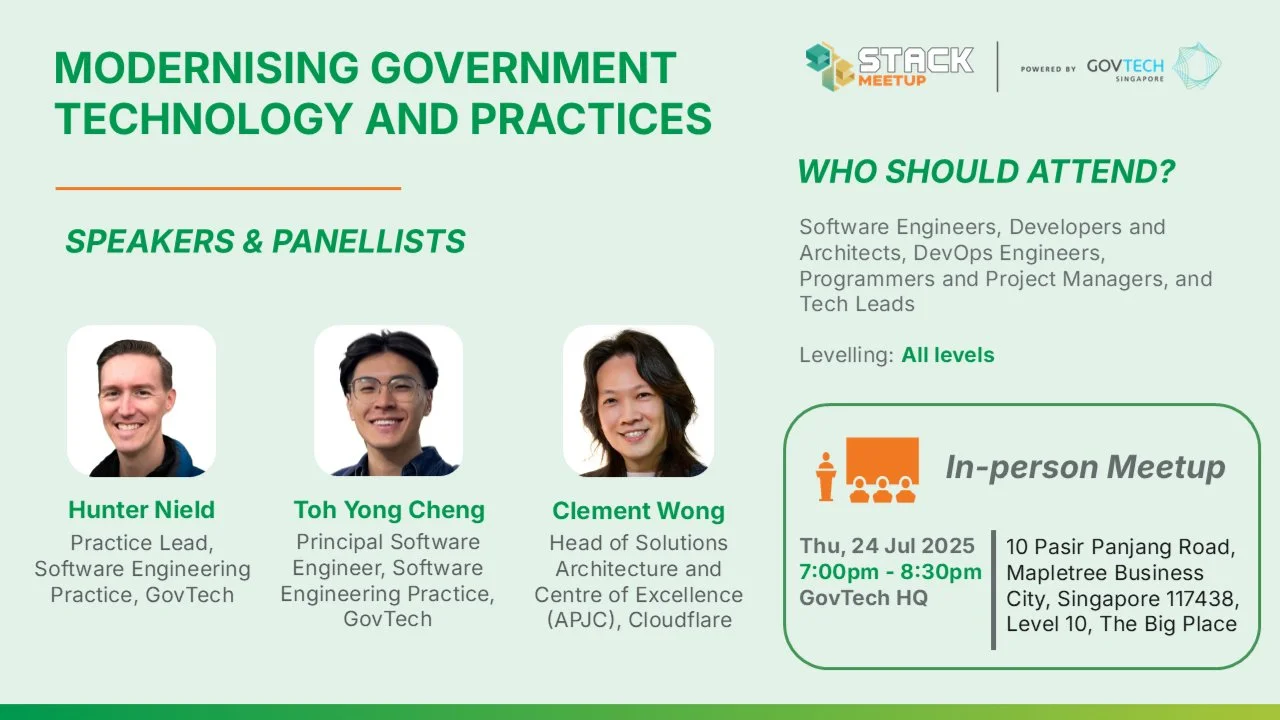 MODERNISING GOVERNMENT
TECHNOLOGY AND PRACTICES
STACK
MEETUP
POWERED BY
GOVTECH
SINGAPORE
SPEAKERS & PANELLISTS
Hunter Nield
Practice Lead,
Software Engineering
Practice, GovTech
Toh Yong Cheng
Principal Software
Engineer, Software
Engineering Practice,
GovTech
Clement Wong
Head of Solutions
Architecture and
Centre of Excellence
(APJC), Cloudflare
WHO SHOULD ATTEND?
Software Engineers, Developers and
Architects, DevOps Engineers,
Programmers and Project Managers, and
Tech Leads
Levelling: All levels
In-person Meetup
Thu, 24 Jul 2025
7:00pm - 8:30pm
GovTech HQ
10 Pasir Panjang Road,
Mapletree Business
City, Singapore 117438,
Level 10, The Big Place